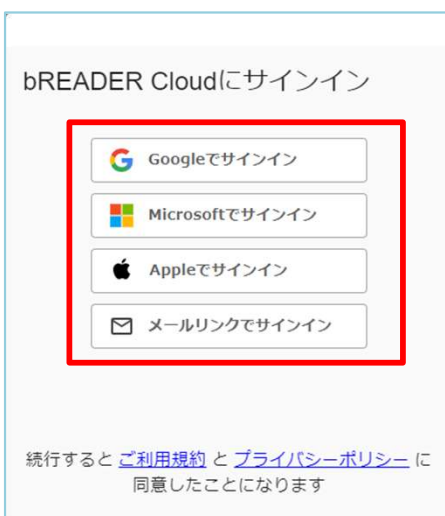 bREADER Cloudにサインイン
Googleでサインイン
Microsoftでサインイン
Appleでサインイン
メールリンクでサインイン
続行すると ご利用規約 と プライバシーポリシー に
同意したことになります